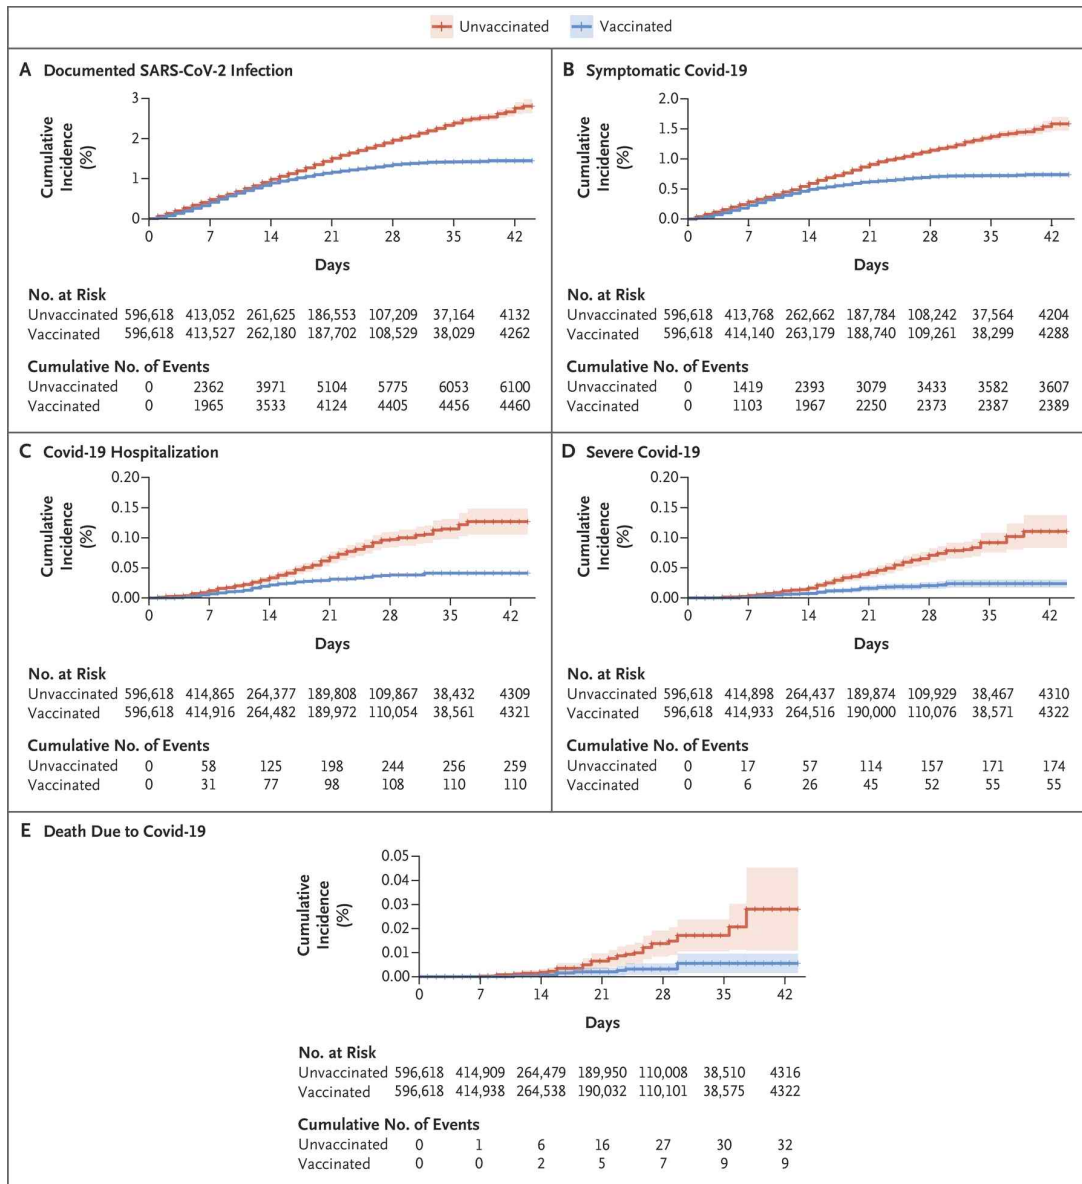 Unvaccinated Vaccinated
A Documented SARS-CoV-2 Infection
Cumulative Incidence (%)
3
2
1
0
0 7 14 21 28 35 42
Days
No. at Risk
Unvaccinated 596,618 413,052 261,625 186,553 107,209 37,164 4132
Vaccinated 596,618 413,527 262,180 187,702 108,529 38,029 4262
Cumulative No. of Events
Unvaccinated 0 2362 3971 5104 5775 6053 6100
Vaccinated 0 1965 3533 4124 4405 4456 4460
B Symptomatic Covid-19
Cumulative Incidence (%)
2.0
1.5
1.0
0.5
0.0
0 7 14 21 28 35 42
Days
No. at Risk
Unvaccinated 596,618 413,768 262,662 187,784 108,242 37,564 4204
Vaccinated 596,618 414,140 263,179 188,740 109,261 38,299 4288
Cumulative No. of Events
Unvaccinated 0 1419 2393 3079 3433 3582 3607
Vaccinated 0 1103 1967 2250 2373 2387 2389
C Covid-19 Hospitalization
Cumulative Incidence (%)
0.20
0.15
0.10
0.05
0.00
0 7 14 21 28 35 42
Days
No. at Risk
Unvaccinated 596,618 414,865 264,377 189,808 109,867 38,432 4309
Vaccinated 596,618 414,916 264,482 189,972 110,054 38,561 4321
Cumulative No. of Events
Unvaccinated 0 58 125 198 244 256 259
Vaccinated 0 31 77 98 108 110 110
D Severe Covid-19
Cumulative Incidence (%)
0.20
0.15
0.10
0.05
0.00
0 7 14 21 28 35 42
Days
No. at Risk
Unvaccinated 596,618 414,898 264,437 189,874 109,929 38,467 4310
Vaccinated 596,618 414,933 264,516 190,000 110,076 38,571 4322
Cumulative No. of Events
Unvaccinated 0 17 57 114 157 171 174
Vaccinated 0 6 26 45 52 55 55
E Death Due to Covid-19
Cumulative Incidence (%)
0.05
0.04
0.03
0.02
0.01
0.00
0 7 14 21 28 35 42
Days
No. at Risk
Unvaccinated 596,618 414,909 264,479 189,950 110,008 38,510 4316
Vaccinated 596,618 414,938 264,538 190,032 110,101 38,575 4322
Cumulative No. of Events
Unvaccinated 0 1 6 16 27 30 32
Vaccinated 0 0 2 5 7 9 9